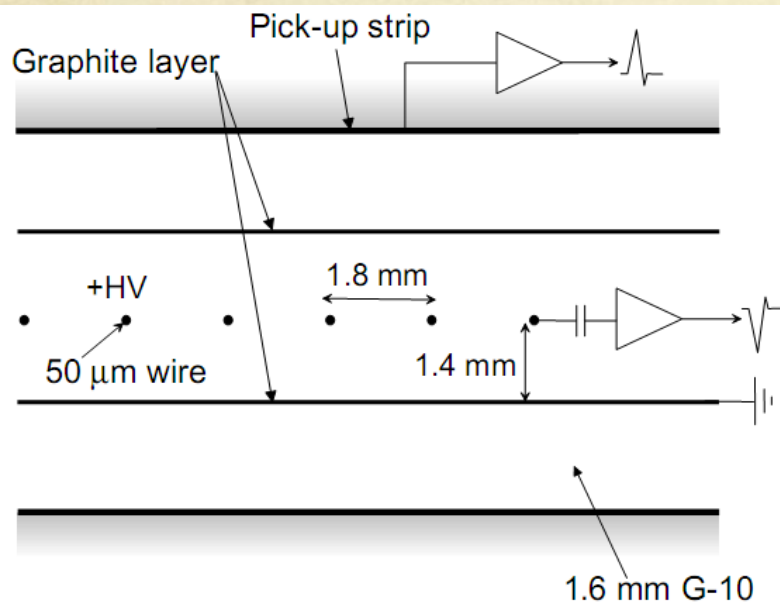 Pick-up strip
Graphite layer
+HV
1.8 mm
50 μm wire
1.4 mm
1.6 mm G-10